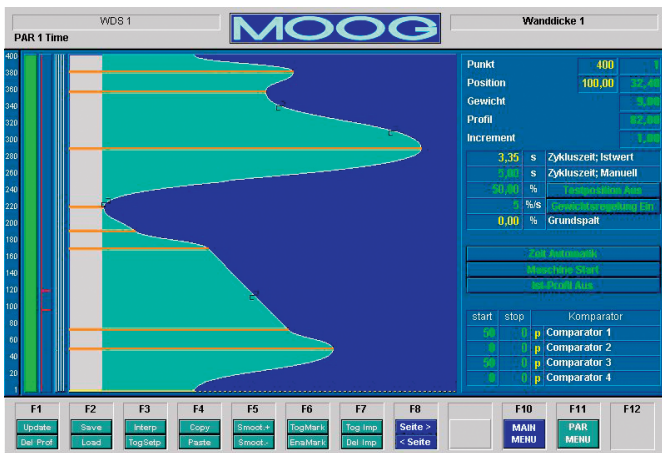 WDS 1
MOOG
Wanddicke 1
PAR 1 Time
400
380
360
340
320
300
280
260
240
220
200
180
160
140
120
100
80
60
40
20
1
Punkt 400 1
Position 100,00 32,40
Gewicht 9,00
Profil 82,00
Increment 1,00
3,35 s Zykluszeit; Istwert
5,00 s Zykluszeit; Manuell
50,00 % Testposition Aus
5 %/s Gewichtsregelung Ein
0,00 % Grundspalt
Zeit Automatik
Maschine Start
Ist-Profil Aus
start stop Komparator
50 0 p Comparator 1
0 0 p Comparator 2
50 0 p Comparator 3
0 0 p Comparator 4
F1 F2 F3 F4 F5 F6 F7 F8 F10 F11 F12
Update Save Interp Copy Smoot.+ TogMark Tog Imp Seite > MAIN MENU PAR MENU
Del Prof Load TogSetp Paste Smoot.- EnaMark Del Imp < Seite